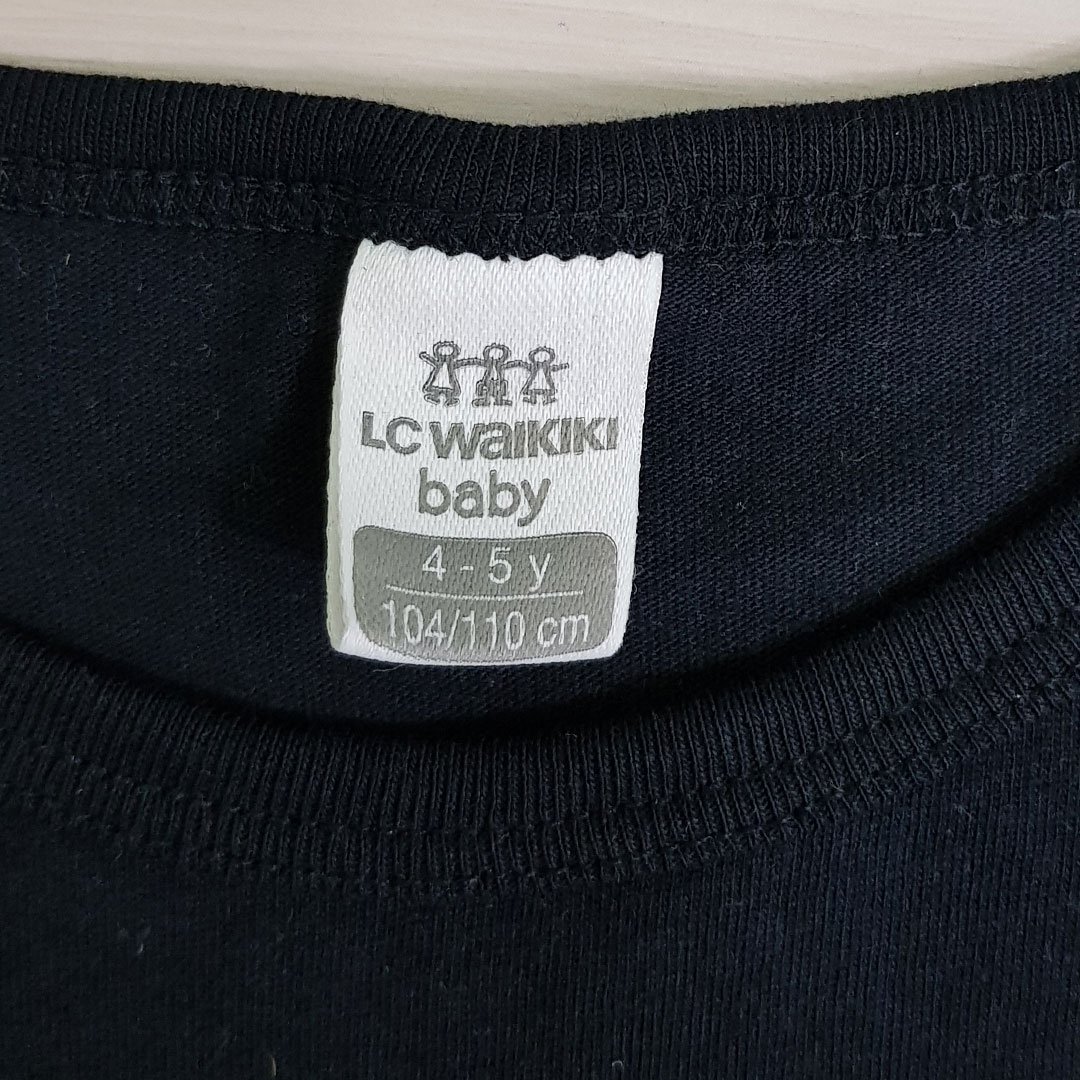 LC WAIKIKI
baby
4 - 5 y
104/110 cm